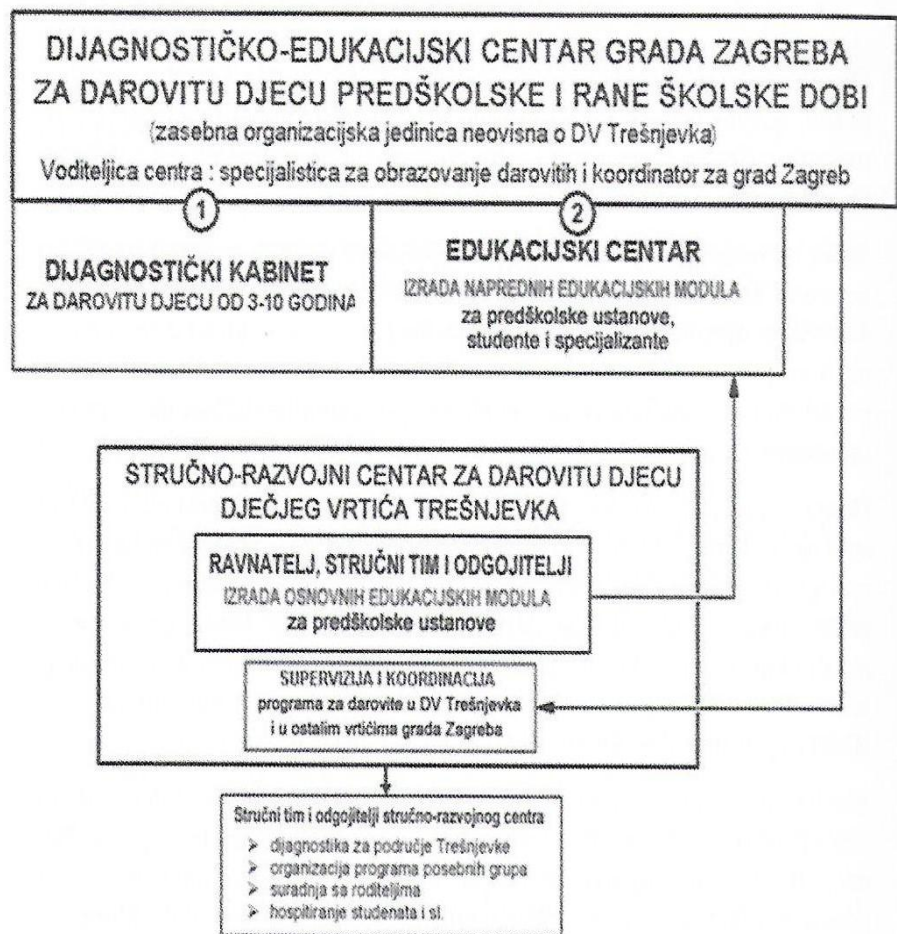 DIJAGNOSTIČKO-EDUKACIJSKI CENTAR GRADA ZAGREBA
ZA DAROVITU DJECU PREDŠKOLSKE I RANE ŠKOLSKE DOBI
(zasebna organizacijska jedinica neovisna o DV Trešnjevka)
Voditeljica centra : specijalistica za obrazovanje darovitih i koordinator za grad Zagreb
1
DIJAGNOSTIČKI KABINET
ZA DAROVITU DJECU OD 3-10 GODINA
2
EDUKACIJSKI CENTAR
IZRADA NAPREDNIH EDUKACIJSKIH MODULA
za predškolske ustanove,
studente i specijalizante
STRUČNO-RAZVOJNI CENTAR ZA DAROVITU DJECU
DJEČJEG VRTIĆA TREŠNJEVKA
RAVNATELJ, STRUČNI TIM I ODGOJITELJI
IZRADA OSNOVNIH EDUKACIJSKIH MODULA
za predškolske ustanove
SUPERVIZIJA I KOORDINACIJA
programa za darovite u DV Trešnjevka
i u ostalim vrtićima grada Zagreba
Stručni tim i odgojitelji stručno-razvojnog centra
➢ dijagnostika za područje Trešnjevke
➢ organizacija programa posebnih grupa
➢ suradnja sa roditeljima
➢ hospitiranje studenata i sl.